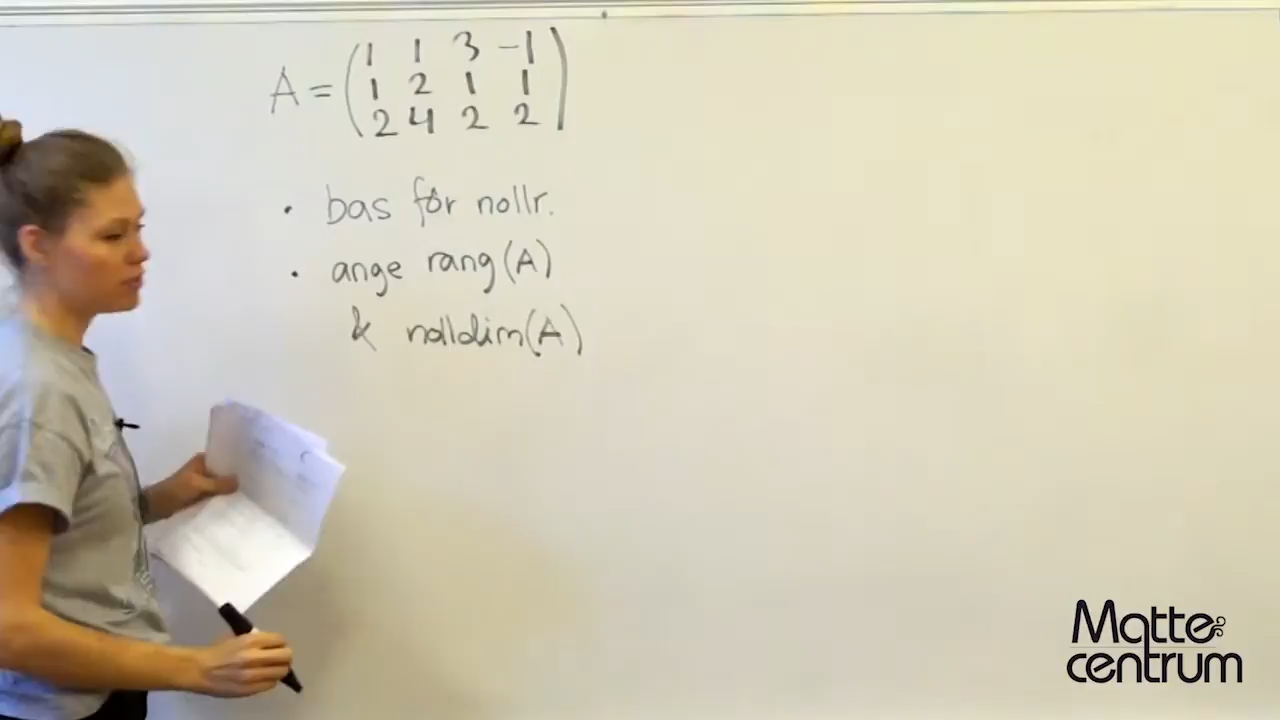 A = (1 1 3 -1
1 2 1 1
2 4 2 2)
• bas för nollr.
• ange rang(A)
& nolldim(A)
Matte
centrum